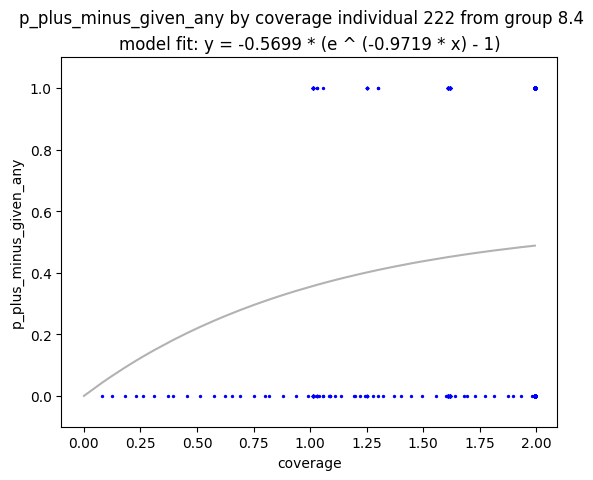 p_plus_minus_given_any by coverage individual 222 from group 8.4
model fit: y = -0.5699 * (e ^ (-0.9719 * x) - 1)
1.0
0.8
0.6
0.4
0.2
0.0
p_plus_minus_given_any
0.00 0.25 0.50 0.75 1.00 1.25 1.50 1.75 2.00
coverage